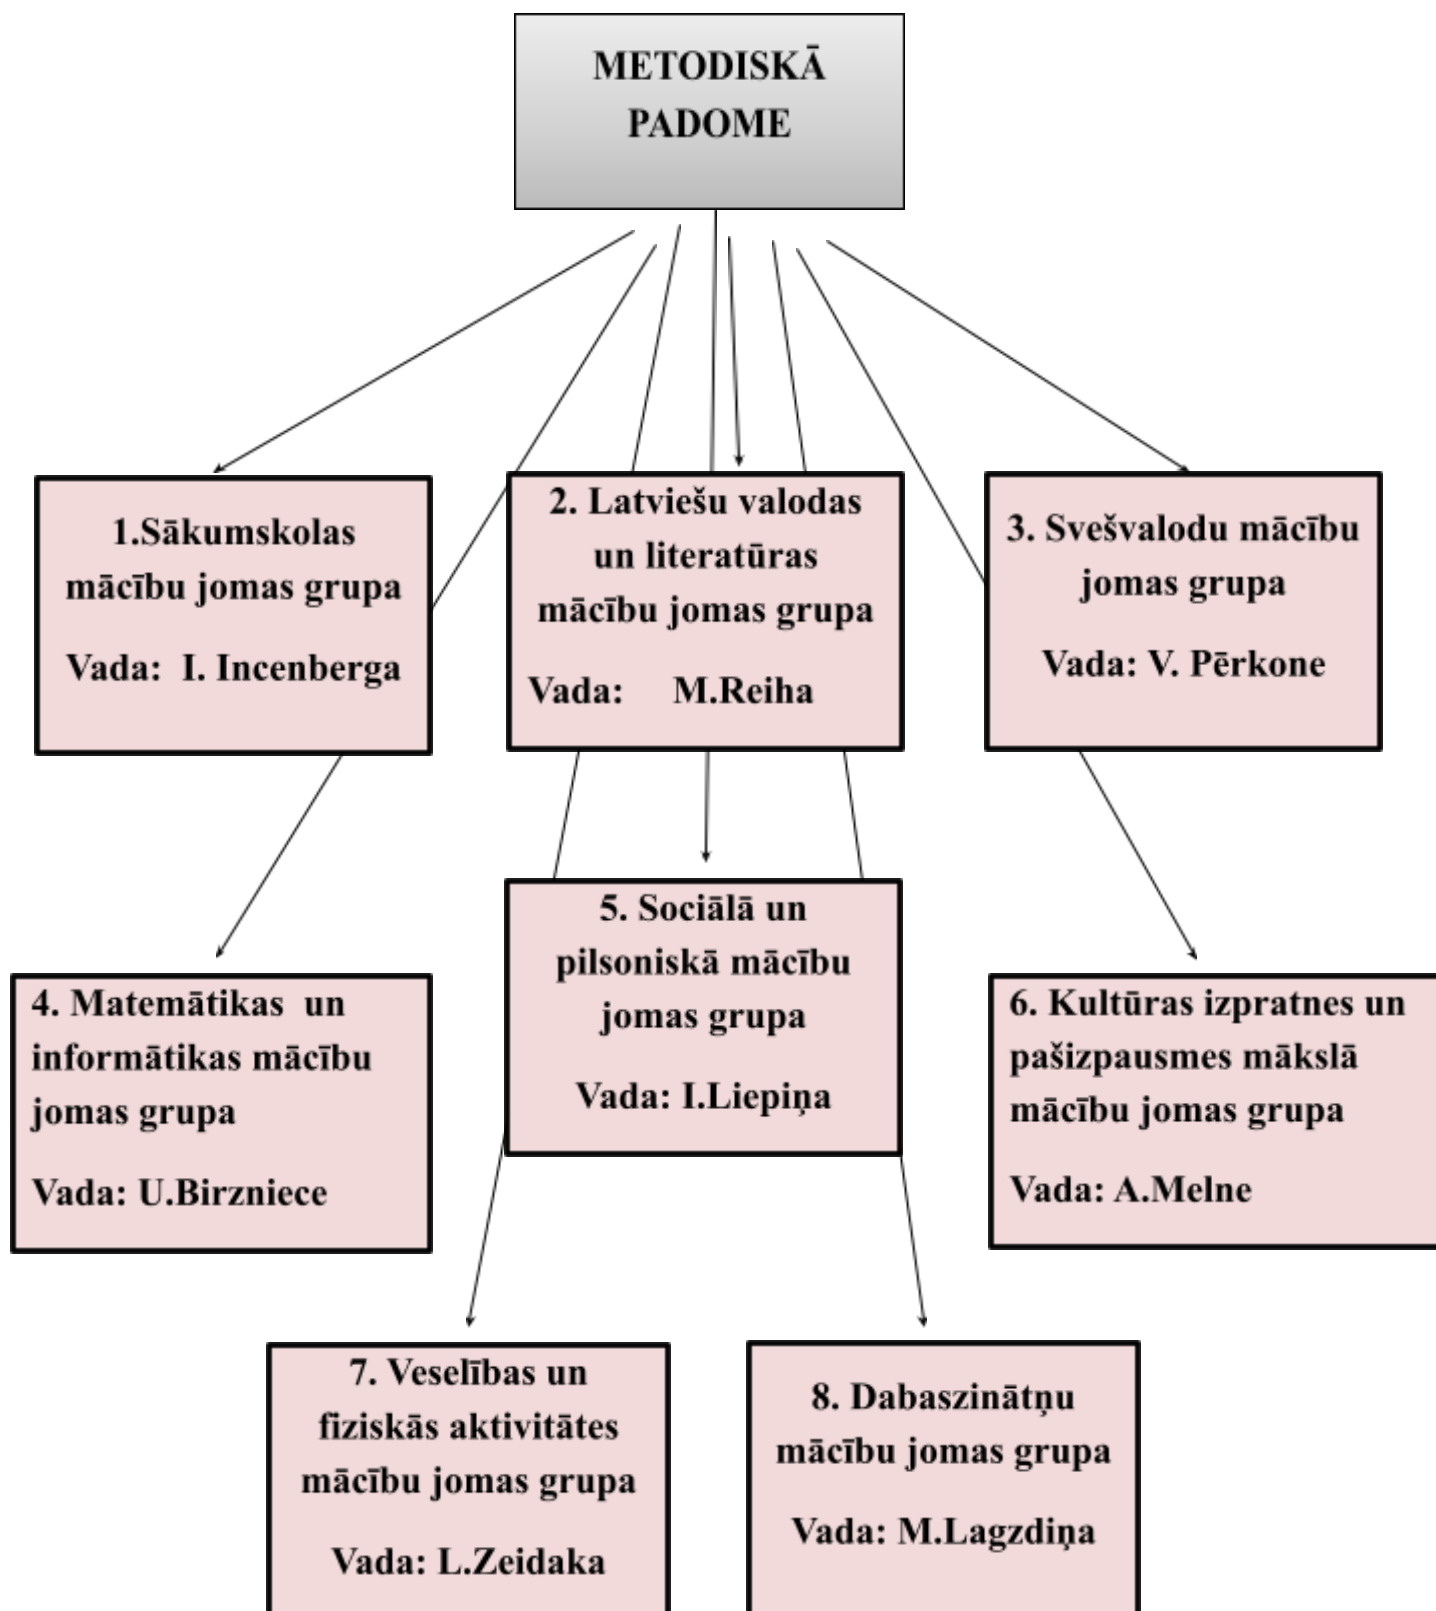 METODISKĀ
PADOME
1.Sākumskolas
mācību jomas grupa
Vada: I. Incenberga
2. Latviešu valodas
un literatūras
mācību jomas grupa
Vada: M.Reiha
3. Svešvalodu mācību
jomas grupa
Vada: V. Pērkone
4. Matemātikas un
informātikas mācību
jomas grupa
Vada: U.Birzniece
5. Sociālā un
pilsoniskā mācību
jomas grupa
Vada: I.Liepiņa
6. Kultūras izpratnes un
pašizpausmes mākslā
mācību jomas grupa
Vada: A.Melne
7. Veselības un
fiziskās aktivitātes
mācību jomas grupa
Vada: L.Zeidaka
8. Dabaszinātņu
mācību jomas grupa
Vada: M.Lagzdiņa